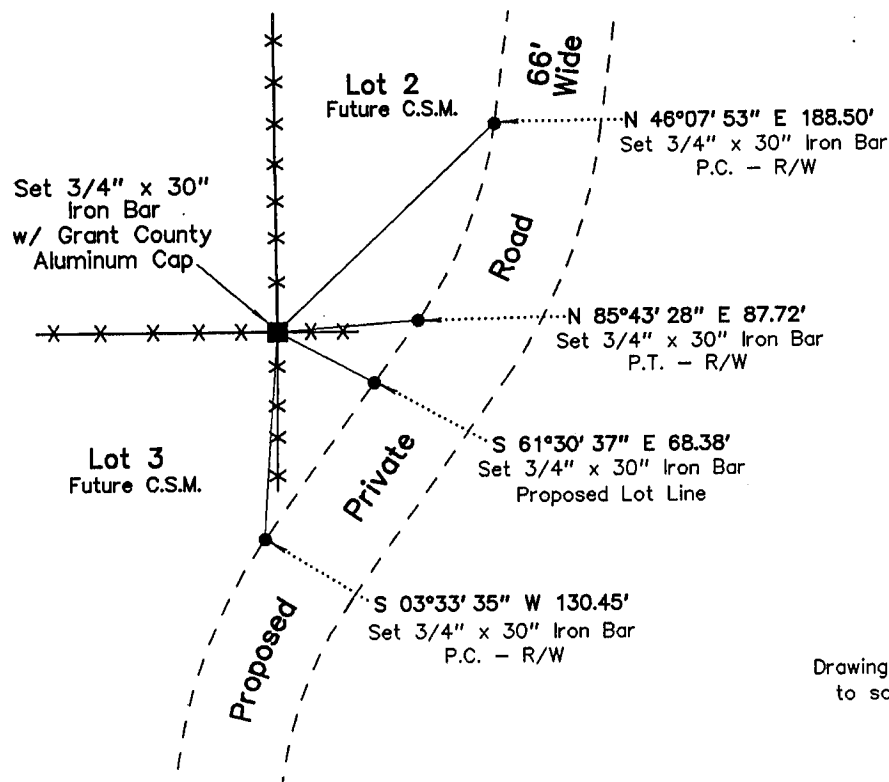 66'
Wide
Lot 2
Future C.S.M.
N 46°07'53" E 188.50'
Set 3/4" x 30" Iron Bar
P.C. – R/W
Set 3/4" x 30"
Iron Bar
w/ Grant County
Aluminum Cap
Road
N 85°43'28" E 87.72'
Set 3/4" x 30" Iron Bar
P.T. – R/W
S 61°30'37" E 68.38'
Set 3/4" x 30" Iron Bar
Proposed Lot Line
Lot 3
Future C.S.M.
Private
S 03°33'35" W 130.45'
Set 3/4" x 30" Iron Bar
P.C. – R/W
Proposed
Drawing
to